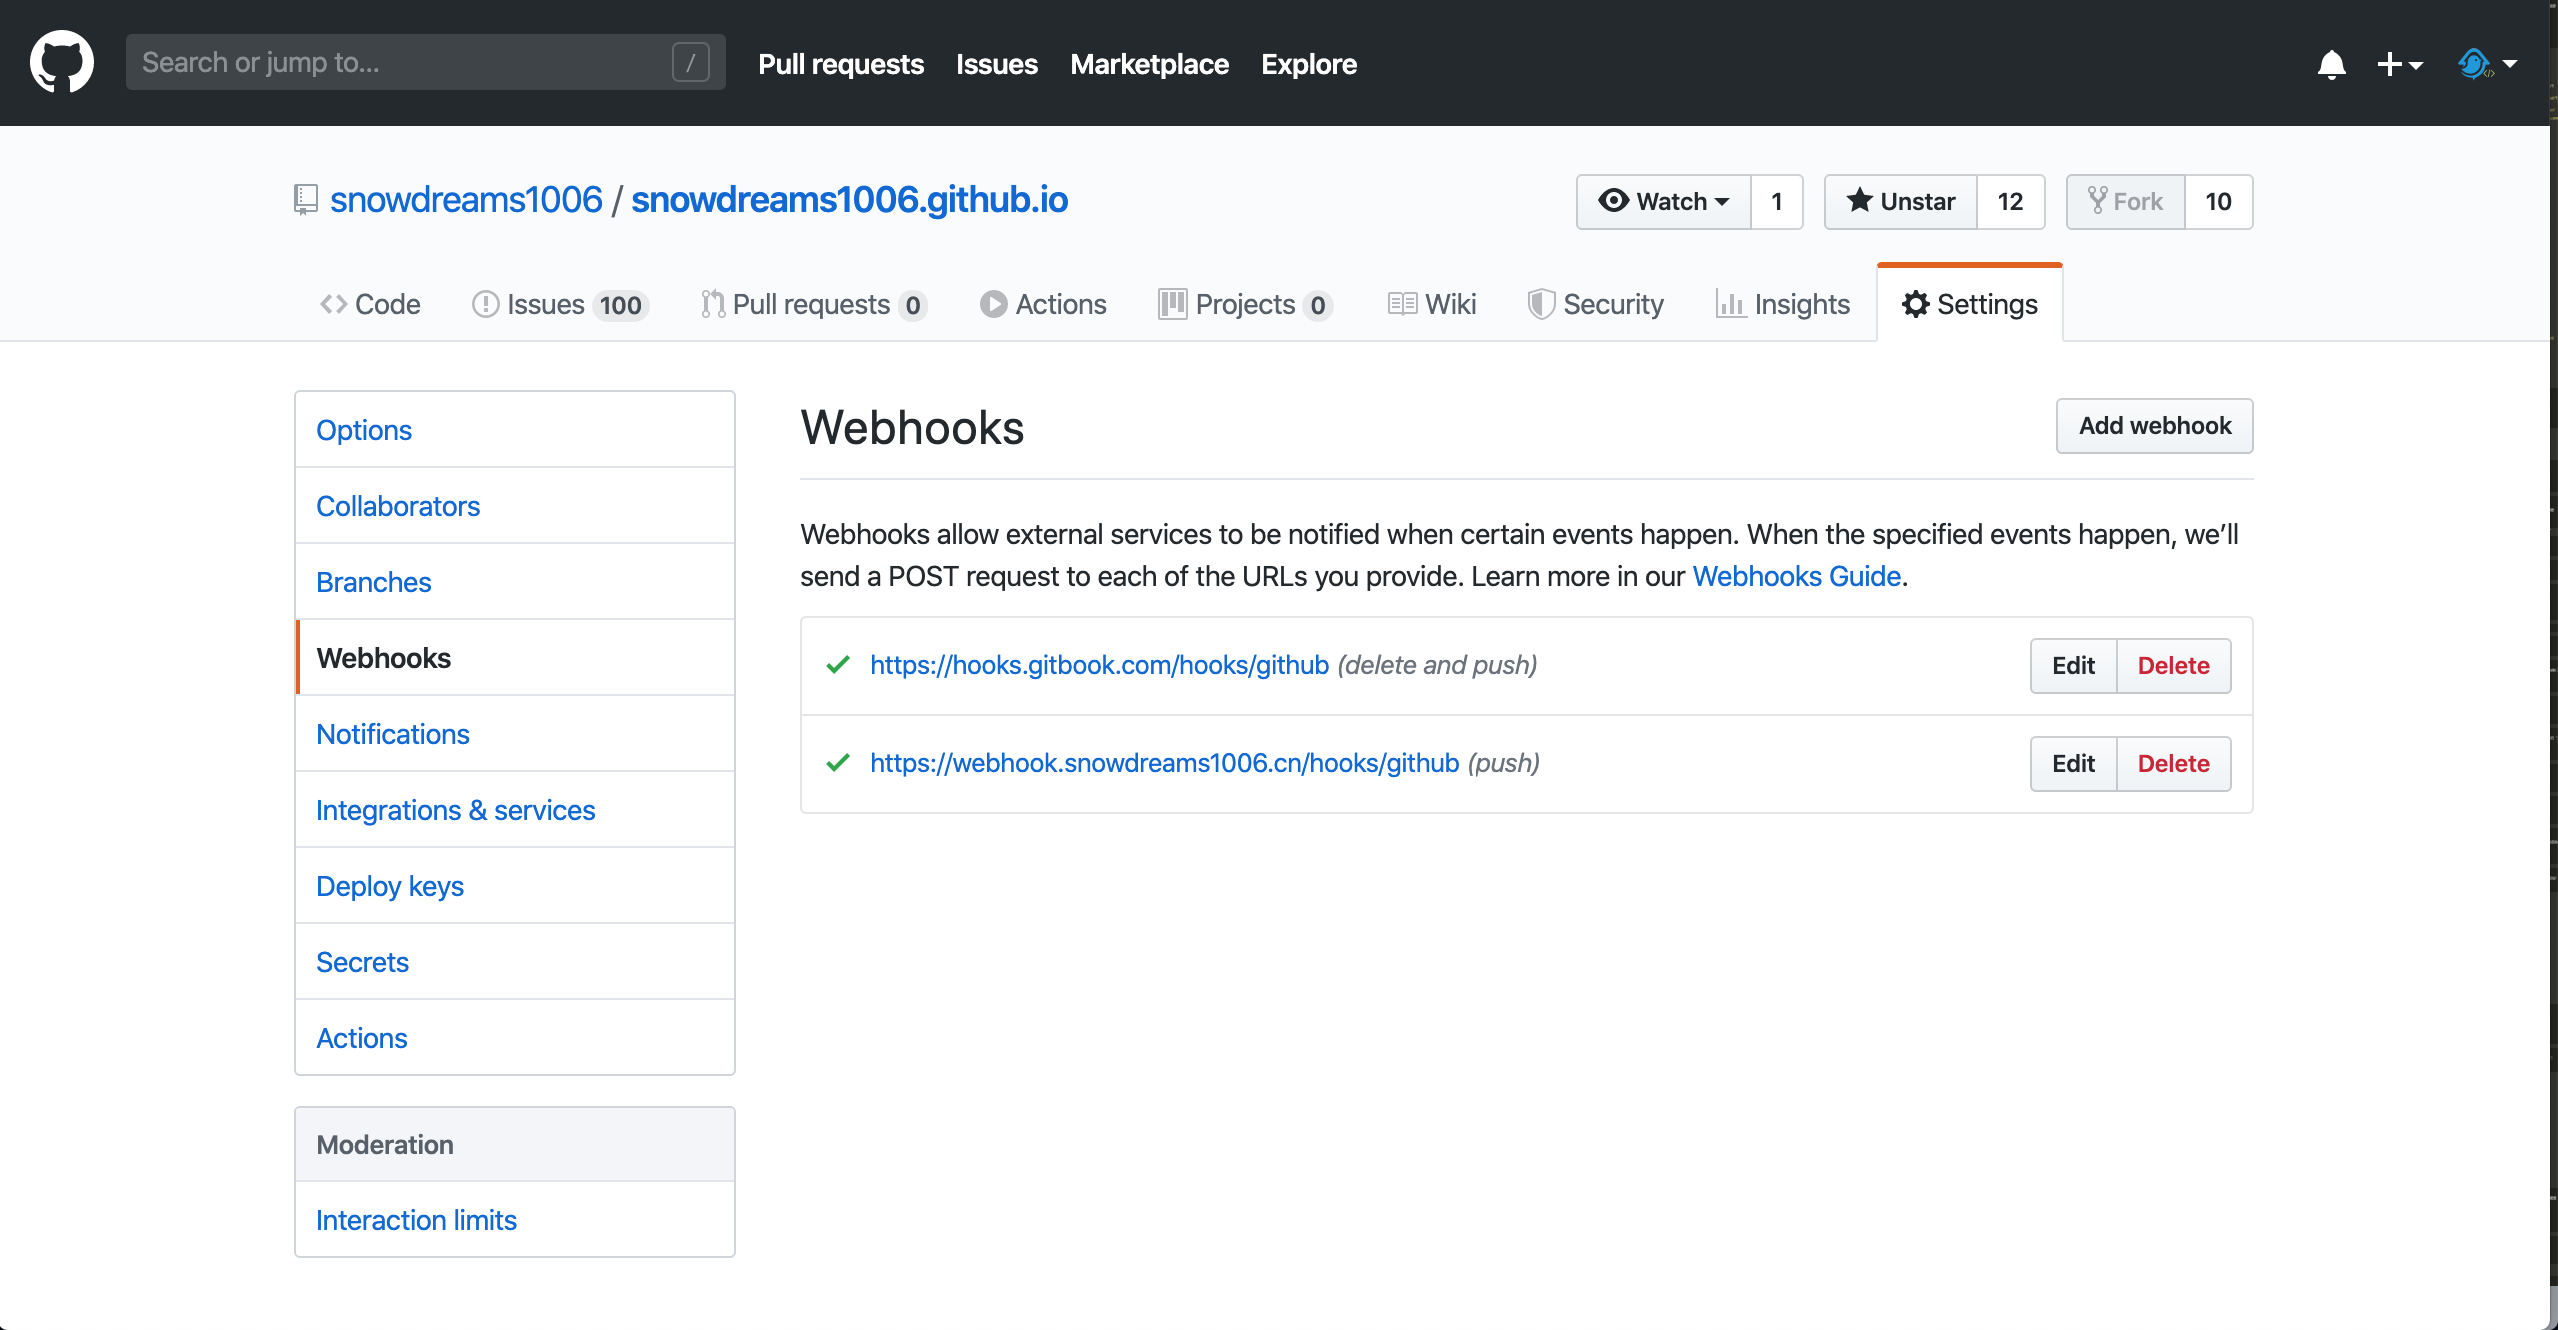 Search or jump to... /
Pull requests Issues Marketplace Explore
snowdreams1006 / snowdreams1006.github.io
Watch 1 Unstar 12 Fork 10
Code Issues 100 Pull requests 0 Actions Projects 0 Wiki Security Insights Settings
Options
Collaborators
Branches
Webhooks
Notifications
Integrations & services
Deploy keys
Secrets
Actions
Moderation
Interaction limits
Webhooks
Add webhook
Webhooks allow external services to be notified when certain events happen. When the specified events happen, we’ll
send a POST request to each of the URLs you provide. Learn more in our Webhooks Guide.
https://hooks.gitbook.com/hooks/github (delete and push) Edit Delete
https://webhook.snowdreams1006.cn/hooks/github (push) Edit Delete